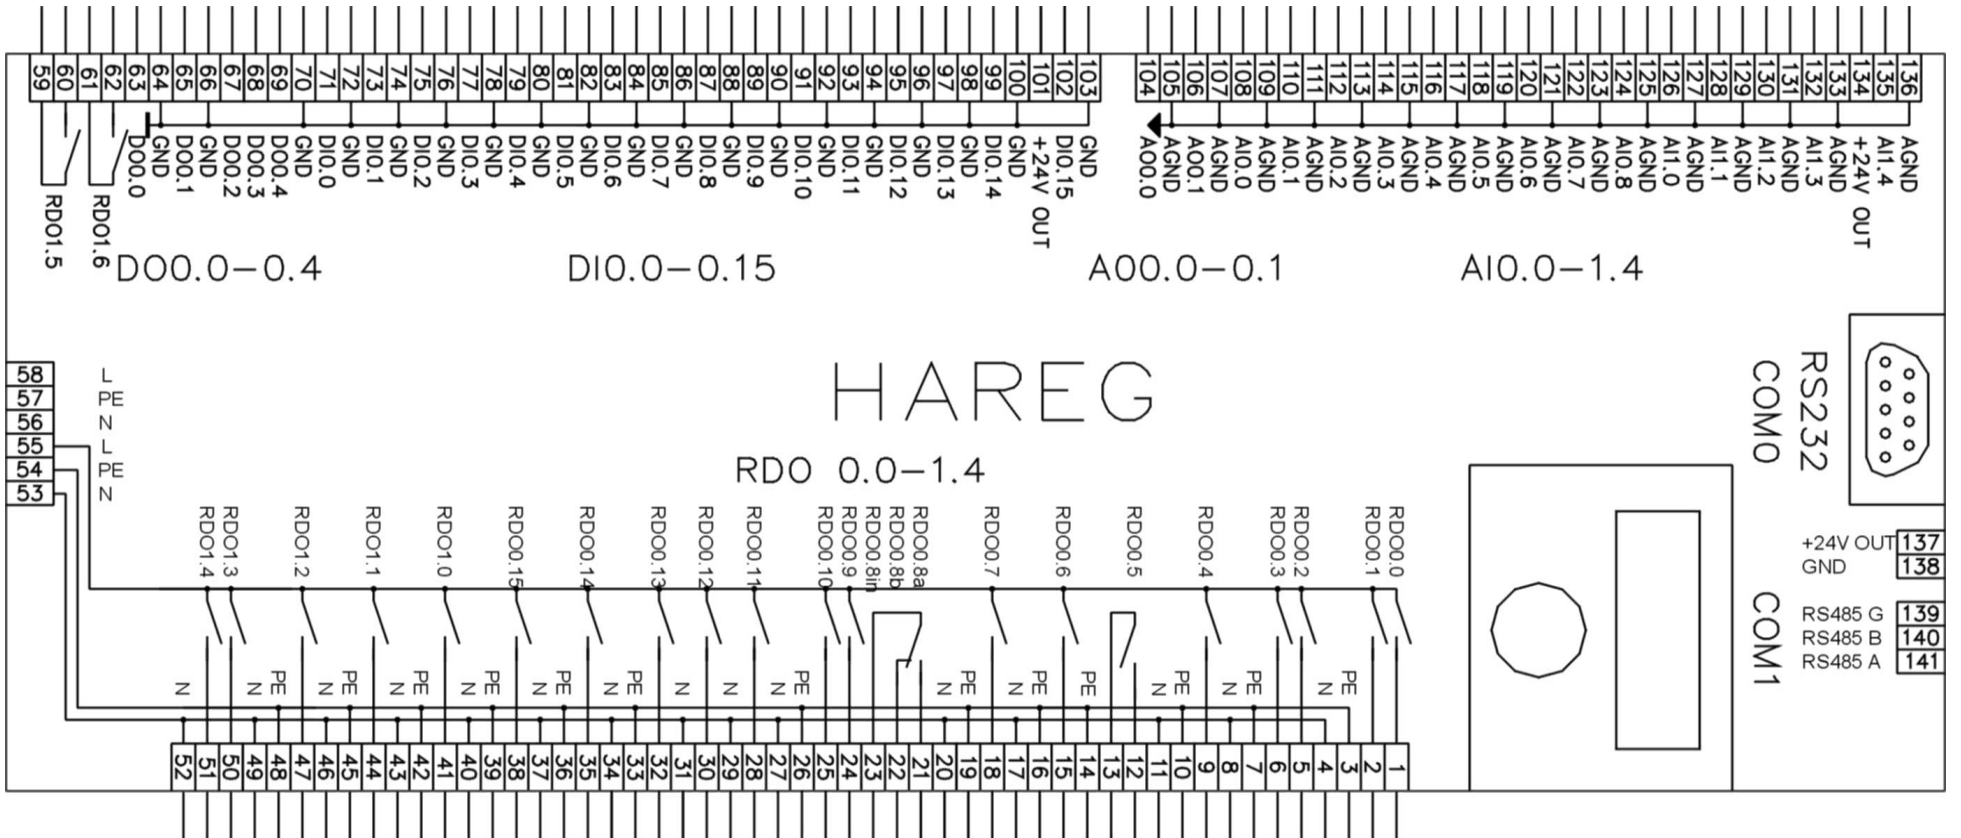 59 60 61 62 63 64 65 66 67 68 69 70 71 72 73 74 75 76 77 78 79 80 81 82 83 84 85 86 87 88 89 90 91 92 93 94 95 96 97 98 99 100 101 102 103
104 105 106 107 108 109 110 111 112 113 114 115 116 117 118 119 120 121 122 123 124 125 126 127 128 129 130 131 132 133 134 135 136
RDO1.5 RDO1.6 DO0.0 GND DO0.1 GND DO0.2 DO0.3 DO0.4 GND DI0.0 GND DI0.1 GND DI0.2 GND DI0.3 GND DI0.4 GND DI0.5 GND DI0.6 GND DI0.7 GND DI0.8 GND DI0.9 GND DI0.10 GND DI0.11 GND DI0.12 GND DI0.13 GND DI0.14 GND +24V OUT DI0.15 GND
AO0.0 AGND AO0.1 AGND AI0.0 AGND AI0.1 AGND AI0.2 AGND AI0.3 AGND AI0.4 AGND AI0.5 AGND AI0.6 AGND AI0.7 AGND AI0.8 AGND AI1.0 AGND AI1.1 AGND AI1.2 AGND AI1.3 AGND +24V OUT AI1.4 AGND
DO0.0-0.4 DI0.0-0.15 AO0.0-0.1 AI0.0-1.4
58 L
57 PE
56 N
55 L
54 PE
53 N
HAREG
RDO 0.0-1.4
RS232
COM0
+24V OUT 137
GND 138
COM1
RS485 G 139
RS485 B 140
RS485 A 141
RDO1.4 RDO1.3 RDO1.2 RDO1.1 RDO1.0 RDO0.15 RDO0.14 RDO0.13 RDO0.12 RDO0.11 RDO0.10 RDO0.9 RDO0.8in RDO0.8b RDO0.8a RDO0.7 RDO0.6 RDO0.5 RDO0.4 RDO0.3 RDO0.2 RDO0.1 RDO0.0
N N PE N PE N PE N PE N PE N PE N N N PE N PE N PE PE N PE N PE N PE
52 51 50 49 48 47 46 45 44 43 42 41 40 39 38 37 36 35 34 33 32 31 30 29 28 27 26 25 24 23 22 21 20 19 18 17 16 15 14 13 12 11 10 9 8 7 6 5 4 3 2 1